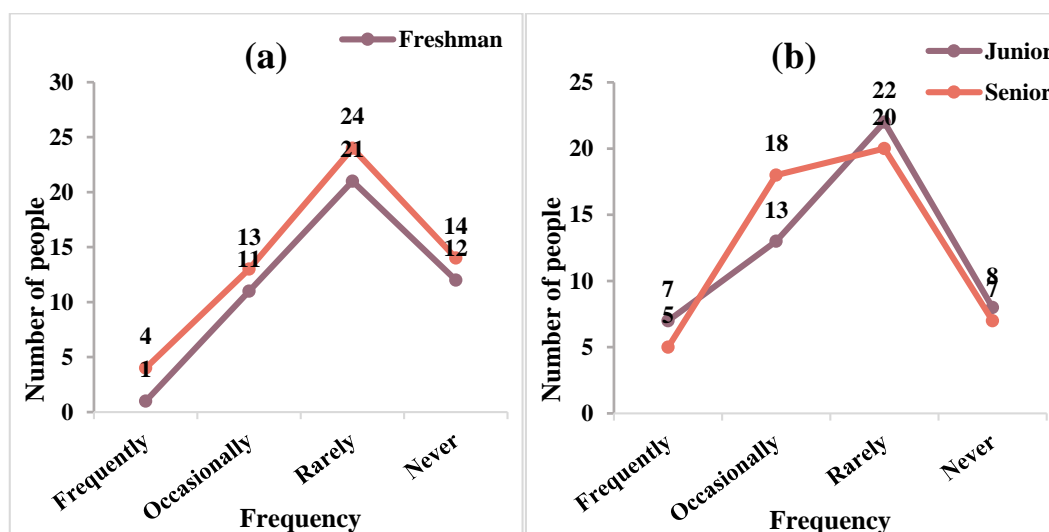 (a)
Freshman
Number of people
30
25
20
15
10
5
0
4
1
13
11
24
21
14
12
Frequently
Occasionally
Rarely
Never
Frequency
(b)
Junior
Senior
Number of people
25
20
15
10
5
0
7
5
18
13
22
20
8
7
Frequently
Occasionally
Rarely
Never
Frequency